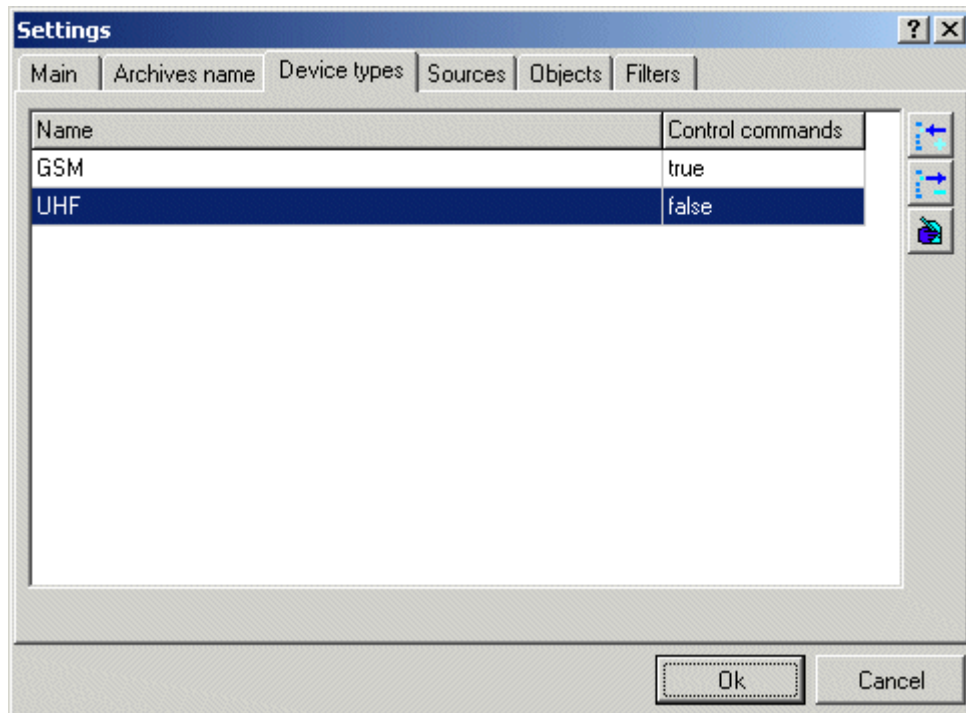 Settings
Main Archives name Device types Sources Objects Filters
Name Control commands
GSM true
UHF false
Ok Cancel